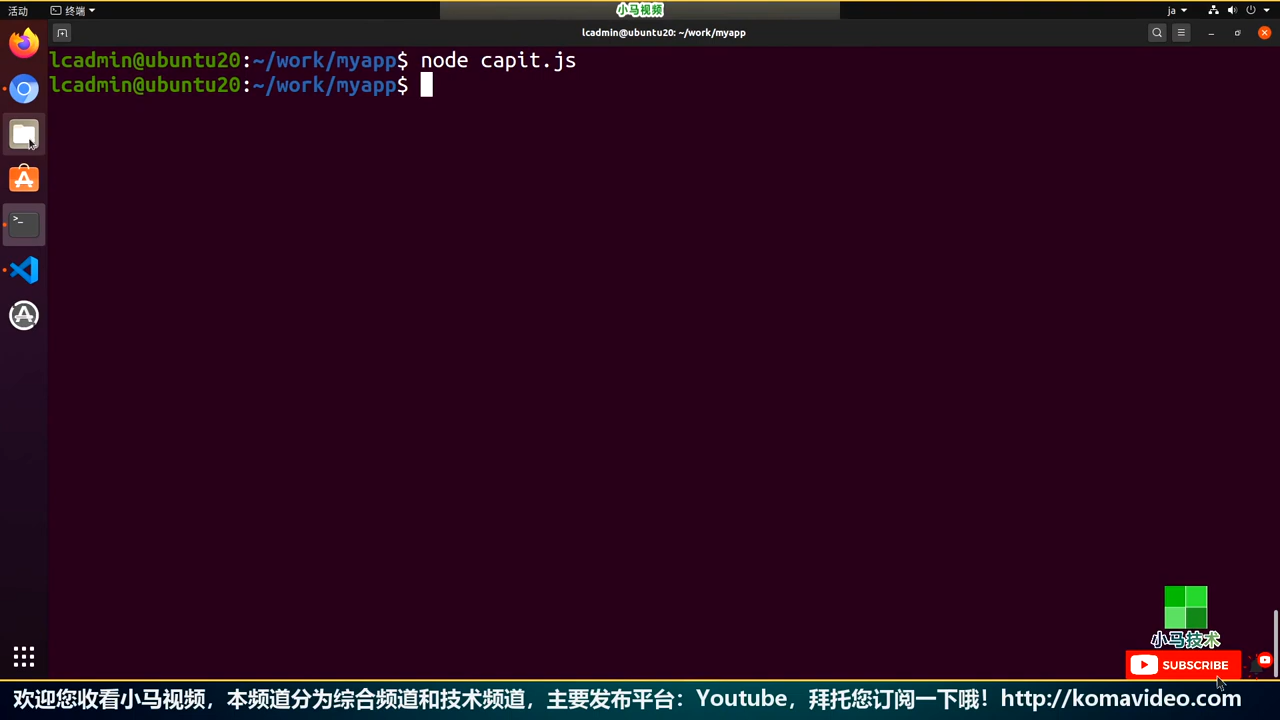 活动
终端
小马视频
ja
lcadmin@ubuntu20: ~/work/myapp
lcadmin@ubuntu20:~/work/myapp$ node capit.js
lcadmin@ubuntu20:~/work/myapp$
小马技术
SUBSCRIBE
欢迎您收看小马视频，本频道分为综合频道和技术频道，主要发布平台：Youtube，拜托您订阅一下哦！http://komavideo.com